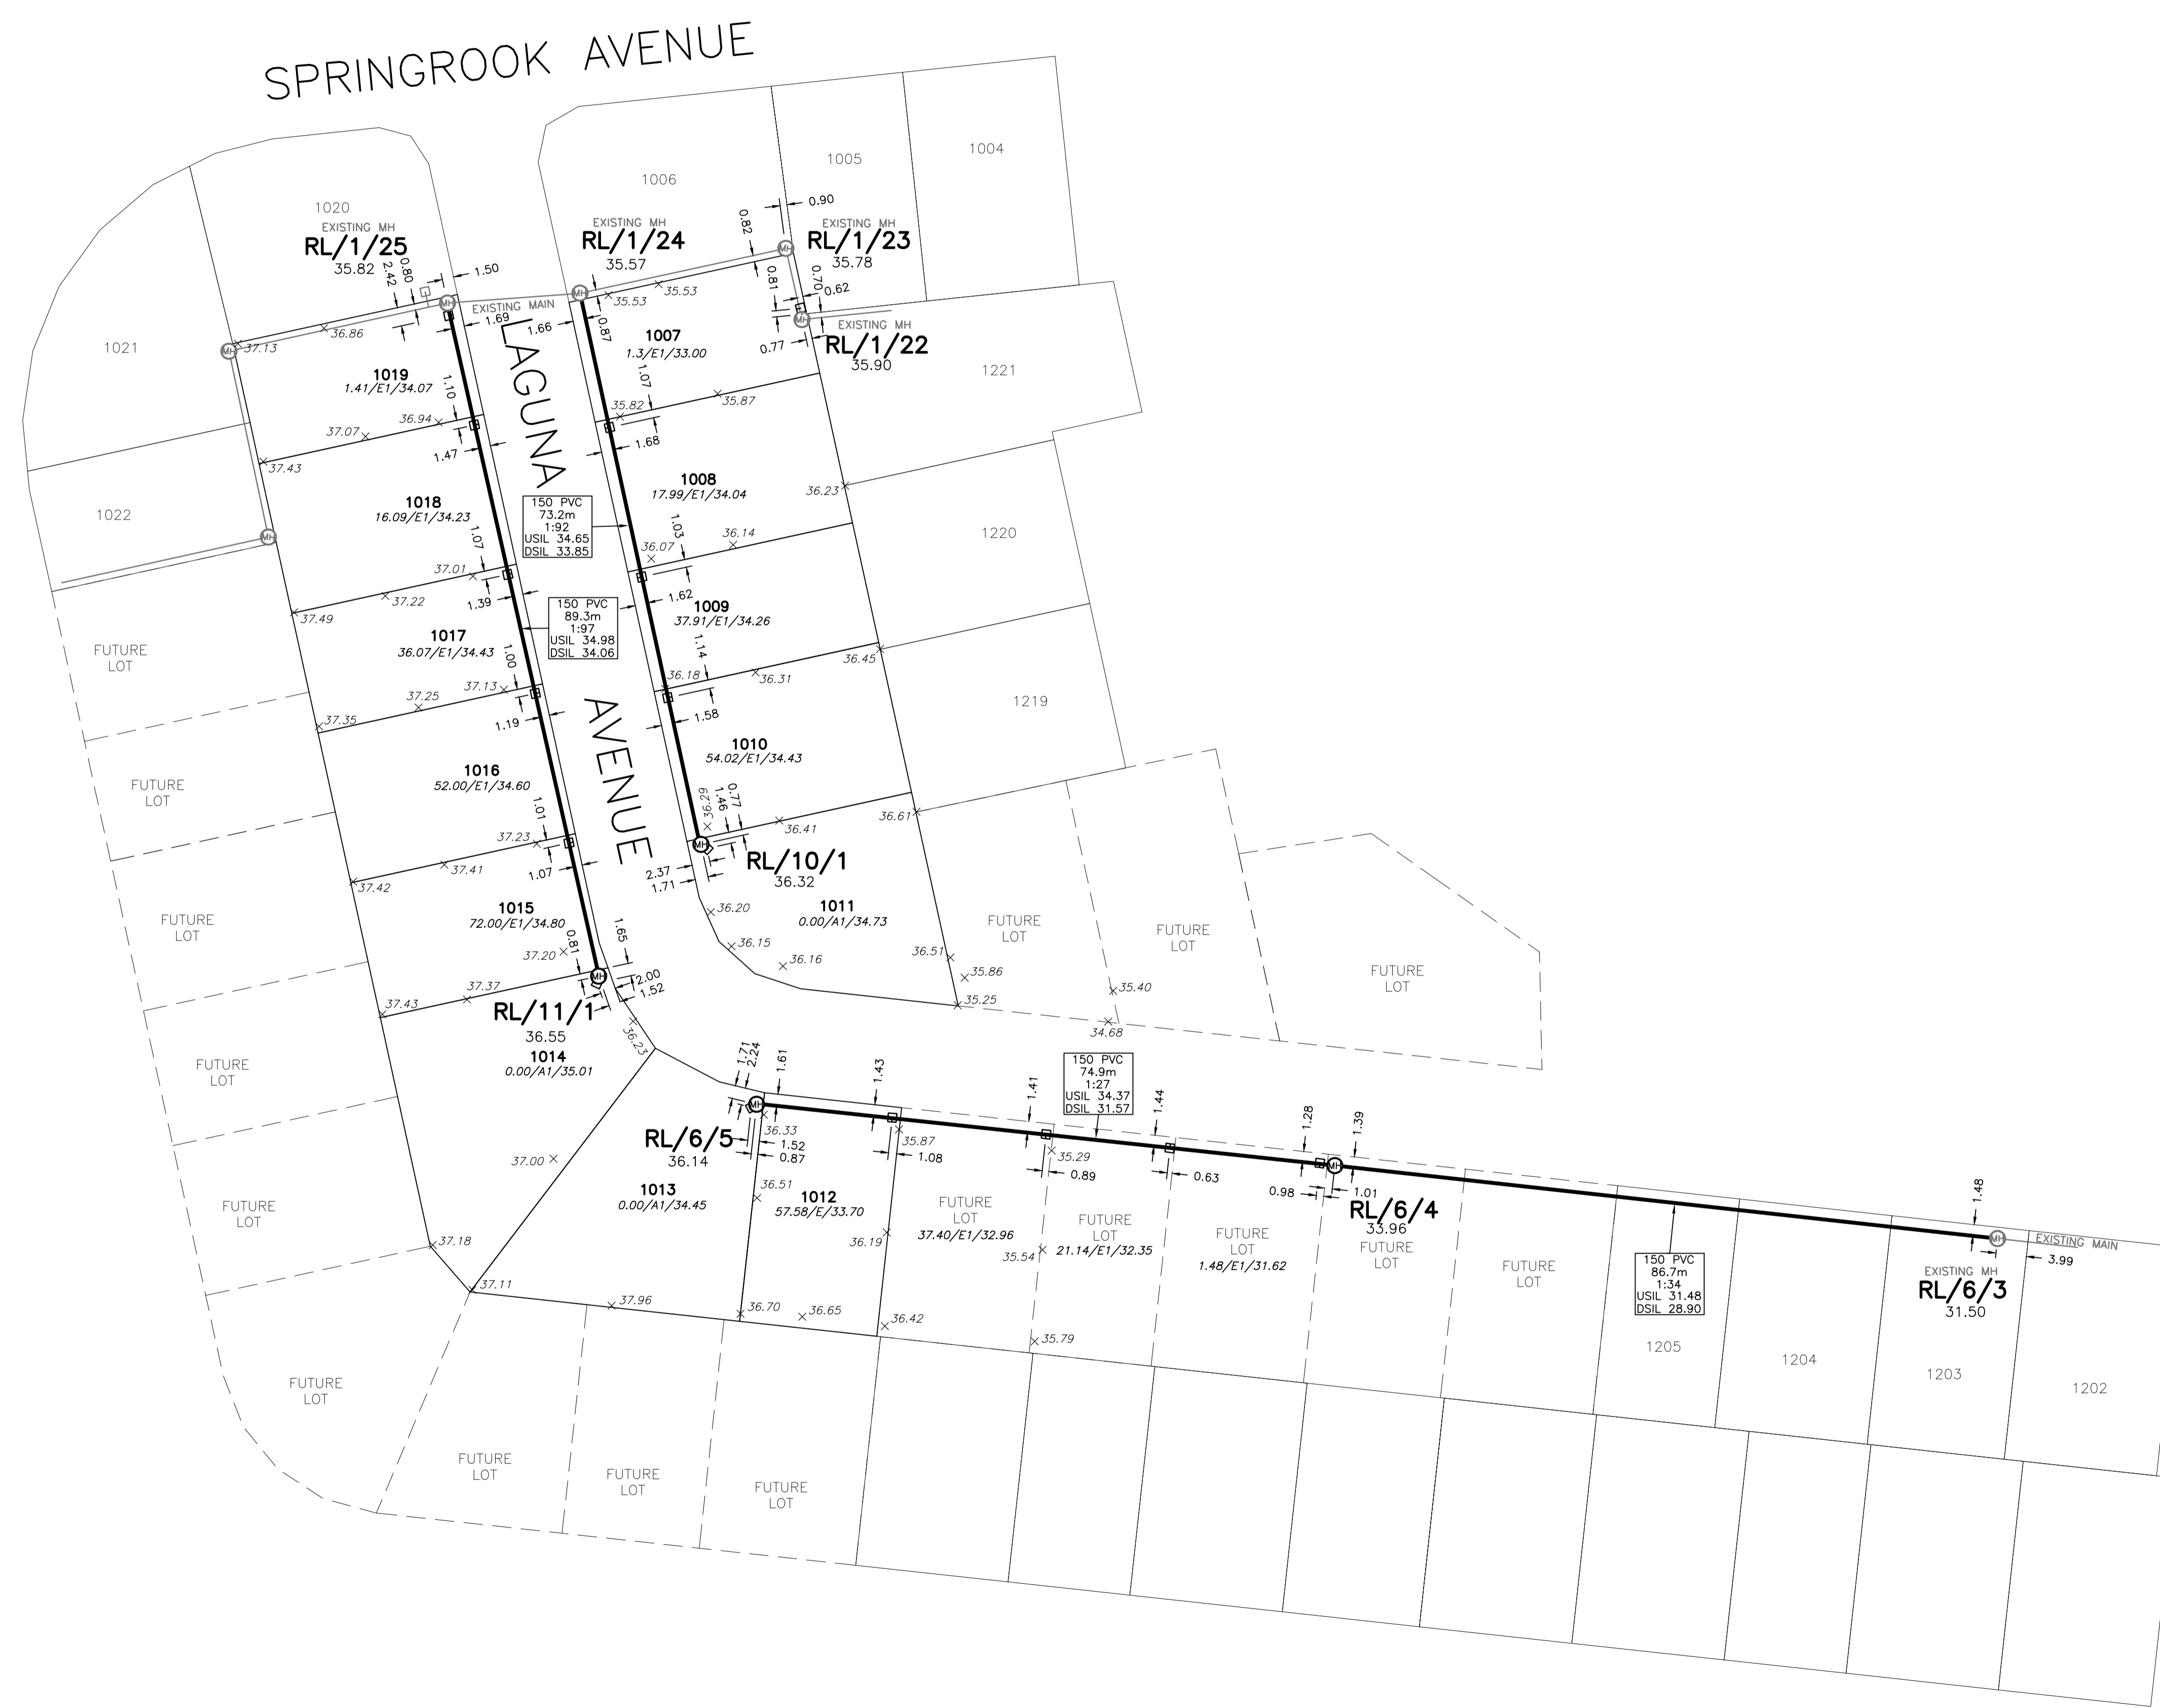 SPRINGROOK AVENUE
1004
1005
1006
1020
0.90
0.82
EXISTING MH
RL/1/25
35.82
EXISTING MH
RL/1/24
35.57
EXISTING MH
RL/1/23
35.78
0.80
2.42
1.50
0.81
0.70
0.62
EXISTING MAIN
35.53
35.53
1.69
1.66
0.87
0.77
EXISTING MH
RL/1/22
35.90
MH
MH
MH
MH
MH
MH
1021
37.13
36.86
1007
1.3/E1/33.00
1221
LAGUNA
AVENUE
1019
1.41/E1/34.07
1.10
1.07
36.94
37.07
35.82
35.87
37.43
1.47
1.68
1008
17.99/E1/34.04
36.23
1018
16.09/E1/34.23
1022
150 PVC
73.2m
1:92
USIL 34.65
DSIL 33.85
1220
1.07
1.03
36.07
36.14
37.01
37.22
37.49
1.39
1.62
150 PVC
89.3m
1:97
USIL 34.98
DSIL 34.06
1009
37.91/E1/34.26
1017
36.07/E1/34.43
FUTURE
LOT
1.00
1.14
36.18
36.31
36.45
37.13
37.25
37.35
1.19
1.58
1219
1010
54.02/E1/34.43
1016
52.00/E1/34.60
FUTURE
LOT
1.01
36.29
1.46
0.77
36.41
36.61
MH
RL/10/1
36.32
2.37
1.71
37.23
37.41
37.42
1.07
1015
72.00/E1/34.80
1011
0.00/A1/34.73
36.20
36.15
36.16
36.51
35.86
35.25
FUTURE
LOT
FUTURE
LOT
FUTURE
LOT
FUTURE
LOT
35.40
34.68
0.81
1.65
37.20
2.00
1.52
MH
37.37
37.43
RL/11/1
36.55
36.23
1014
0.00/A1/35.01
FUTURE
LOT
1.71
2.24
1.61
1.43
1.41
150 PVC
74.9m
1:27
USIL 34.37
DSIL 31.57
1.44
1.28
1.39
1.48
MH
RL/6/5
36.14
36.33
1.52
0.87
35.87
1.08
35.29
0.89
0.63
0.98
1.01
MH
RL/6/4
33.96
37.00
1013
0.00/A1/34.45
36.51
1012
57.58/E/33.70
36.19
FUTURE
LOT
37.40/E1/32.96
35.54
FUTURE
LOT
21.14/E1/32.35
FUTURE
LOT
1.48/E1/31.62
FUTURE
LOT
FUTURE
LOT
150 PVC
86.7m
1:34
USIL 31.48
DSIL 28.90
MH
EXISTING MAIN
3.99
EXISTING MH
RL/6/3
31.50
FUTURE
LOT
37.18
37.11
37.96
36.70
36.65
36.42
35.79
1205
1204
1203
1202
FUTURE
LOT
FUTURE
LOT
FUTURE
LOT
FUTURE
LOT